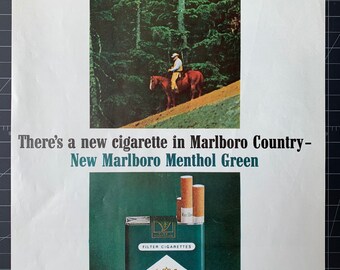 There's a new cigarette in Marlboro Country–
New Marlboro Menthol Green
FILTER CIGARETTES